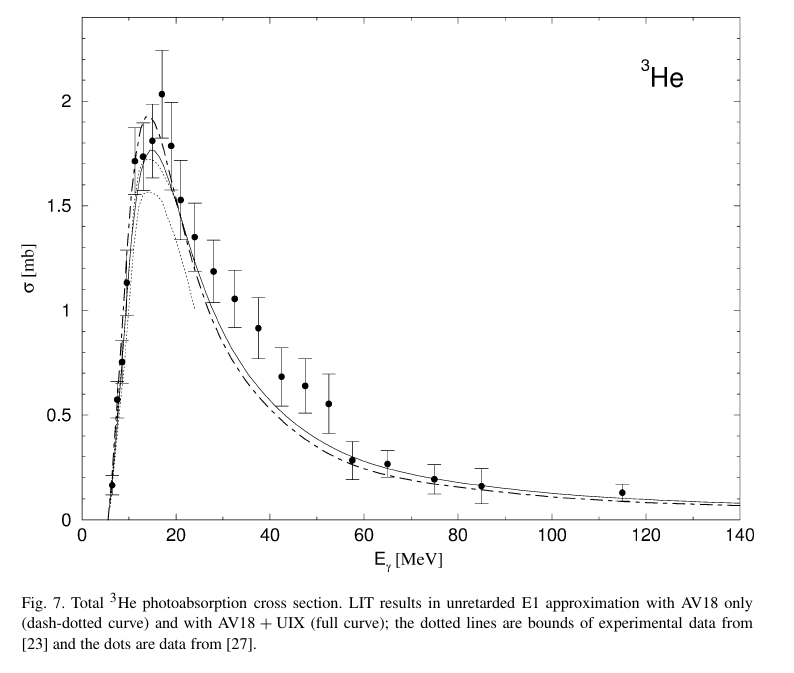 ³He
2
1.5
1
0.5
0
σ [mb]
0 20 40 60 80 100 120 140
E_γ [MeV]
Fig. 7. Total ³He photoabsorption cross section. LIT results in unretarded E1 approximation with AV18 only
(dash-dotted curve) and with AV18 + UIX (full curve); the dotted lines are bounds of experimental data from
[23] and the dots are data from [27].